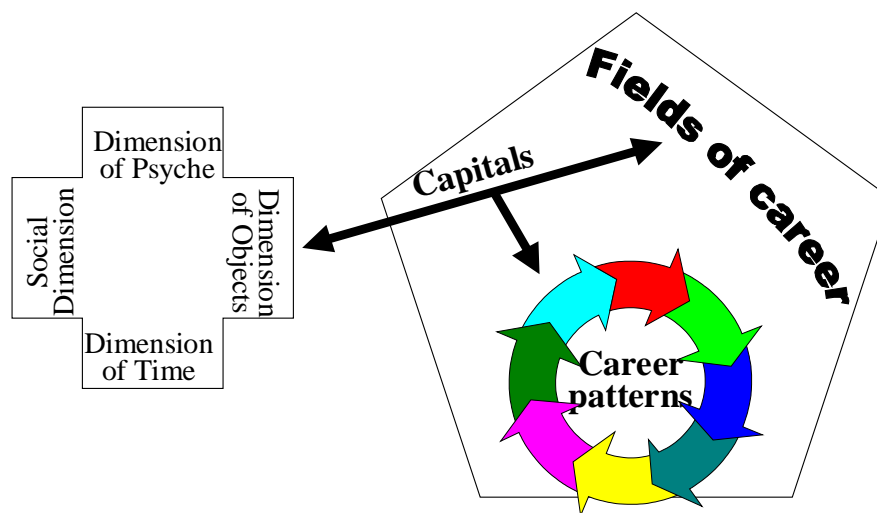 Dimension
of Psyche
Social
Dimension
Dimension
of Objects
Dimension
of Time
Capitals
Fields of career
Career
patterns